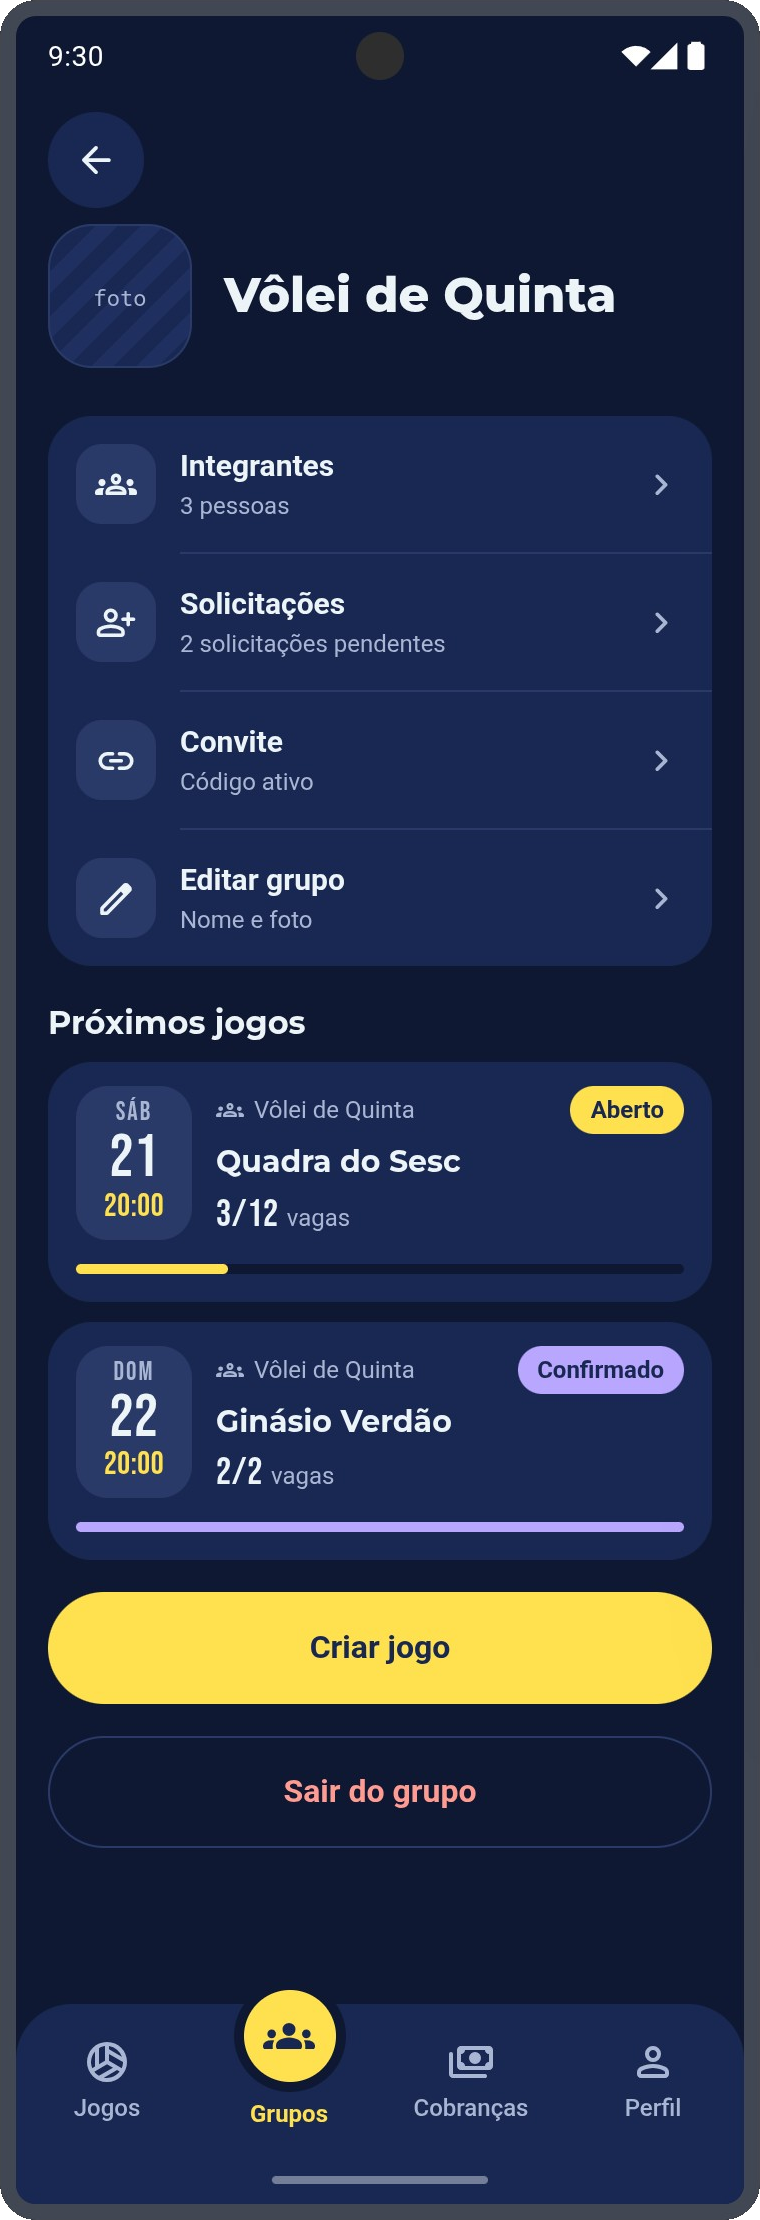 9:30
foto
Vôlei de Quinta
Integrantes
3 pessoas
Solicitações
2 solicitações pendentes
Convite
Código ativo
Editar grupo
Nome e foto
Próximos jogos
SÁB
21
20:00
Vôlei de Quinta
Aberto
Quadra do Sesc
3/12 vagas
DOM
22
20:00
Vôlei de Quinta
Confirmado
Ginásio Verdão
2/2 vagas
Criar jogo
Sair do grupo
Jogos
Grupos
Cobranças
Perfil